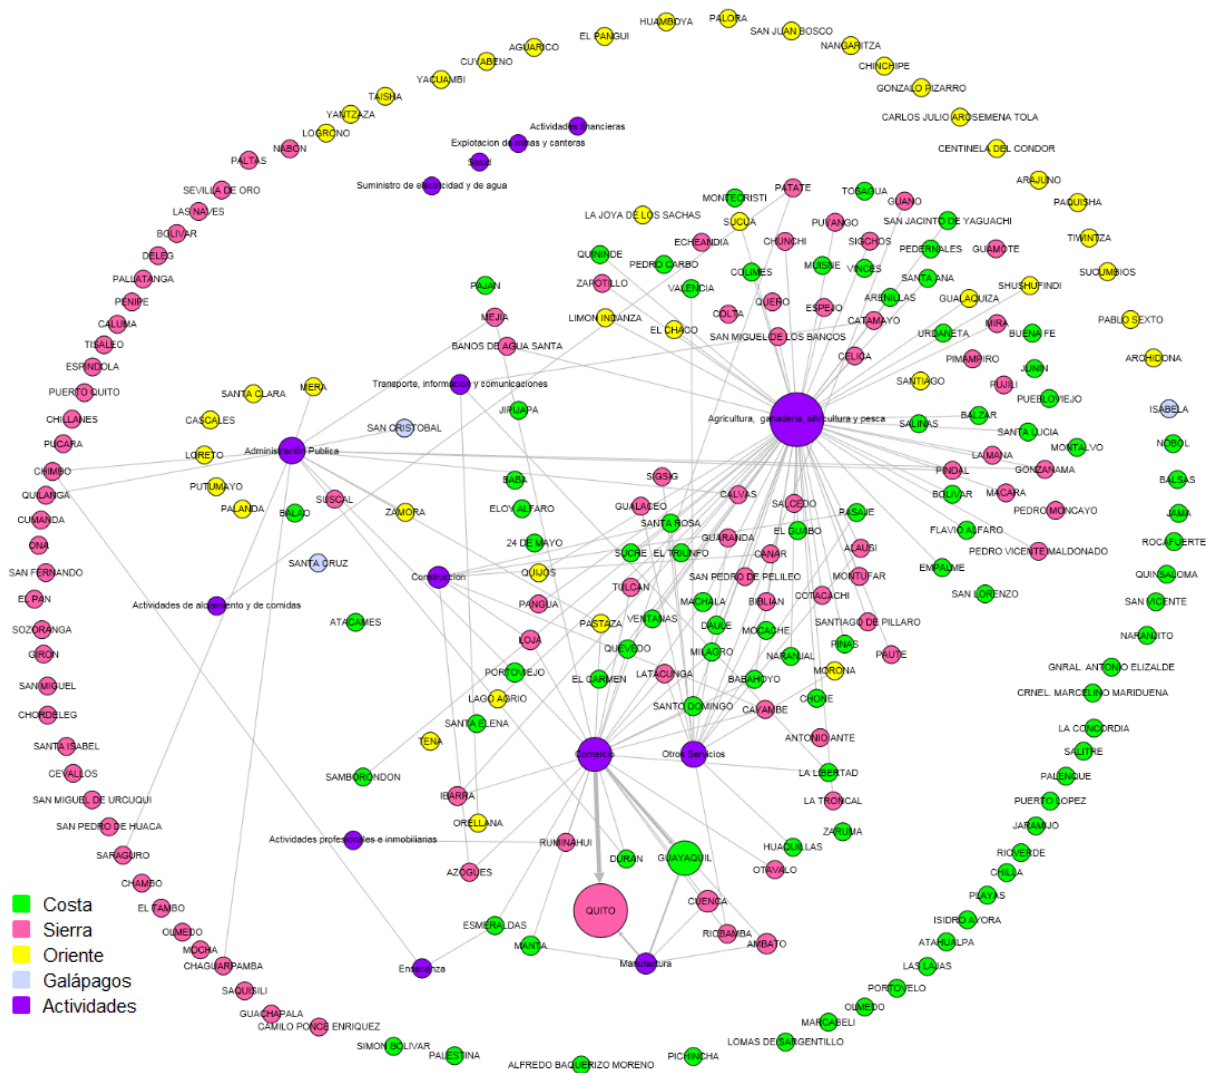 PALORA
HUAMBOYA
SAN JUAN BOSCO
EL PANGUI
NANGARITZA
AGUARICO
CUYABENO
CHINCHIPE
YACUAMBI
GONZALO PIZARRO
TAISHA
YANTZAZA
CARLOS JULIO AROSEMENA TOLA
Actividades financieras
LOGROÑO
Explotacion de minas y canteras
NABON
CENTINELA DEL CONDOR
PALTAS
Salud
ARAJUNO
SEVILLA DE ORO
Suministro de electricidad y de agua
PATATE
TOSAGUA
MONTECRISTI
GUANO
PAQUISHA
LAS NAVES
LA JOYA DE LOS SACHAS
SUCUA
PUYANGO
SAN JACINTO DE YAGUACHI
BOLIVAR
ECHEANDIA
CHUNCHI
SIGCHOS
TIWINTZA
DELEG
QUININDE
PEDERNALES
GUAMOTE
PEDRO CARBO
MUISNE
VINCES
COLIMES
SUCUMBIOS
PALLATANGA
PAJAN
ZAPOTILLO
VALENCIA
SANTA ANA
SHUSHUFINDI
PENIPE
ARENILLAS
GUALAQUIZA
QUERO
ESPEJO
MEJIA
LIMON INDANZA
COLTA
CATAMAYO
PABLO SEXTO
CALUMA
EL CHACO
MIRA
URDANETA
BUENA FE
SAN MIGUEL DE LOS BANCOS
TISALEO
BANOS DE AGUA SANTA
CELICA
ARCHIDONA
PIMAMPIRO
JUNIN
ESPINDOLA
SANTIAGO
PUJILI
Transporte, informacion y comunicaciones
MERA
PUERTO QUITO
SANTA CLARA
PUEBLOVIEJO
JIPIJAPA
ISABELA
CHILLANES
CASCALES
Agricultura, ganaderia, silvicultura y pesca
BALZAR
SALINAS
SAN CRISTOBAL
SANTA LUCIA
PUCARA
NOBOL
MONTALVO
Administración Publica
LORETO
LA MANA
CHIMBO
PINDAL
GONZANAMA
SIGSIG
BALSAS
BABA
PUTUMAYO
CALVAS
QUILANGA
SUSCAL
MACARA
BOLIVAR
SALCEDO
GUALACEO
ELOY ALFARO
PALANDA
BALAO
ZAMORA
PEDRO MONCAYO
PASAJE
JAMA
CUMANDA
SANTA ROSA
FLAVIO ALFARO
EL GUABO
GUARANDA
24 DE MAYO
ROCAFUERTE
ONA
SUCRE
EL TRIUNFO
CANAR
ALAUSI
PEDRO VICENTE MALDONADO
SANTA CRUZ
EMPALME
SAN FERNANDO
QUIJOS
Construccion
SAN PEDRO DE PELILEO
MONTUFAR
QUINSALOMA
TULCAN
SAN LORENZO
COTACACHI
EL PAN
PANGUA
MACHALA
BIBLIAN
SAN VICENTE
Actividades de alojamiento y de comidas
VENTANAS
ATACAMES
PASTAZA
DAULE
SANTIAGO DE PILLARO
SOZORANGA
MOCACHE
NARANJITO
LOJA
PINAS
QUEVEDO
MILAGRO
PAUTE
GIRON
NARANJAL
GNRAL. ANTONIO ELIZALDE
PORTOVIEJO
LATACUNGA
MORONA
EL CARMEN
BABAHOYO
SAN MIGUEL
CRNEL. MARCELINO MARIDUENA
LAGO AGRIO
CHONE
SANTO DOMINGO
CAYAMBE
CHORDELEG
SANTA ELENA
LA CONCORDIA
ANTONIO ANTE
TENA
SANTA ISABEL
SALITRE
Comercio
Otros Servicios
CEVALLOS
SAMBORONDON
LA LIBERTAD
PALENQUE
IBARRA
SAN MIGUEL DE URCUQUI
LA TRONCAL
PUERTO LOPEZ
ORELLANA
SAN PEDRO DE HUACA
JARAMIJO
ZARUMA
Actividades profesionales e inmobiliarias
RUMINAHUI
HUAQUILLAS
SARAGURO
RIOVERDE
DURAN
GUAYAQUIL
AZOGUES
OTAVALO
CHILLA
CHAMBO
PLAYAS
Costa
EL TAMBO
CUENCA
QUITO
ISIDRO AYORA
ESMERALDAS
Sierra
OLMEDO
RIOBAMBA
ATAHUALPA
MANTA
AMBATO
MOCHA
Oriente
CHAGUARPAMBA
Enseñanza
Manufactura
LAS LAJAS
Galápagos
SAQUISILI
PORTOVELO
Actividades
GUACHAPALA
OLMEDO
CAMILO PONCE ENRIQUEZ
MARCABELI
LOMAS DE SARGENTILLO
SIMON BOLIVAR
PALESTINA
PICHINCHA
ALFREDO BAQUERIZO MORENO